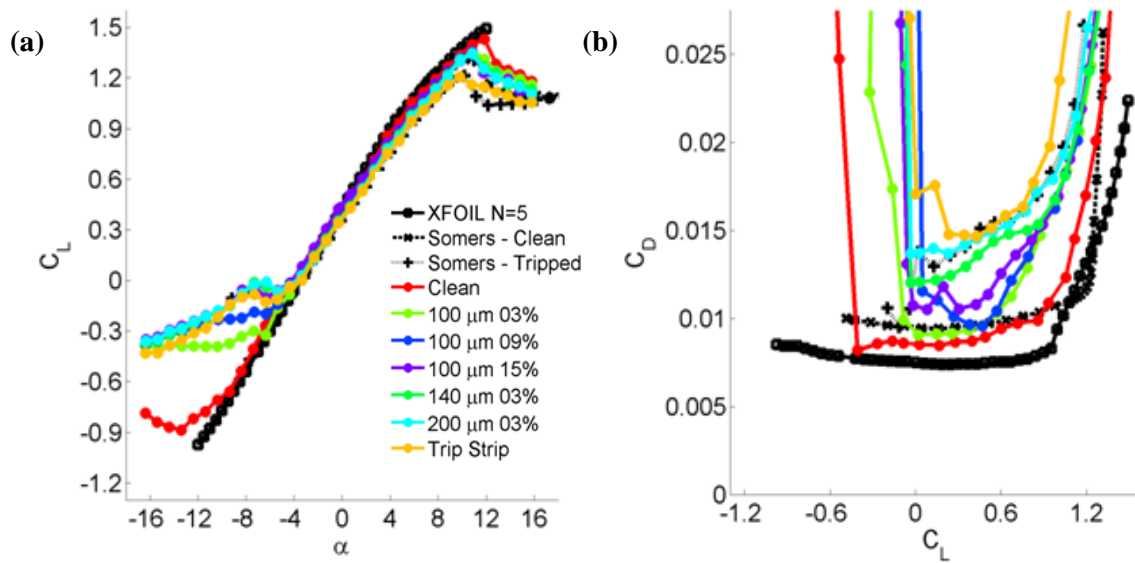 (a)
1.5
1.2
0.9
0.6
0.3
0
-0.3
-0.6
-0.9
-1.2
C_L
-16 -12 -8 -4 0 4 8 12 16
α
XFOIL N=5
Somers - Clean
Somers - Tripped
Clean
100 μm 03%
100 μm 09%
100 μm 15%
140 μm 03%
200 μm 03%
Trip Strip
(b)
0.025
0.02
0.015
0.01
0.005
0
C_D
-1.2 -0.6 0 0.6 1.2
C_L